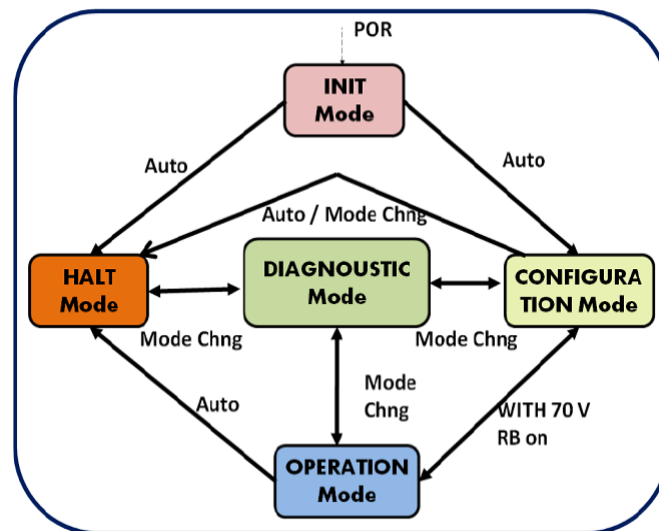 POR
INIT
Mode
Auto
Auto
Auto / Mode Chng
HALT
Mode
DIAGNOUSTIC
Mode
CONFIGURA
TION Mode
Mode Chng
Mode Chng
Mode
Chng
Auto
WITH 70 V
RB on
OPERATION
Mode